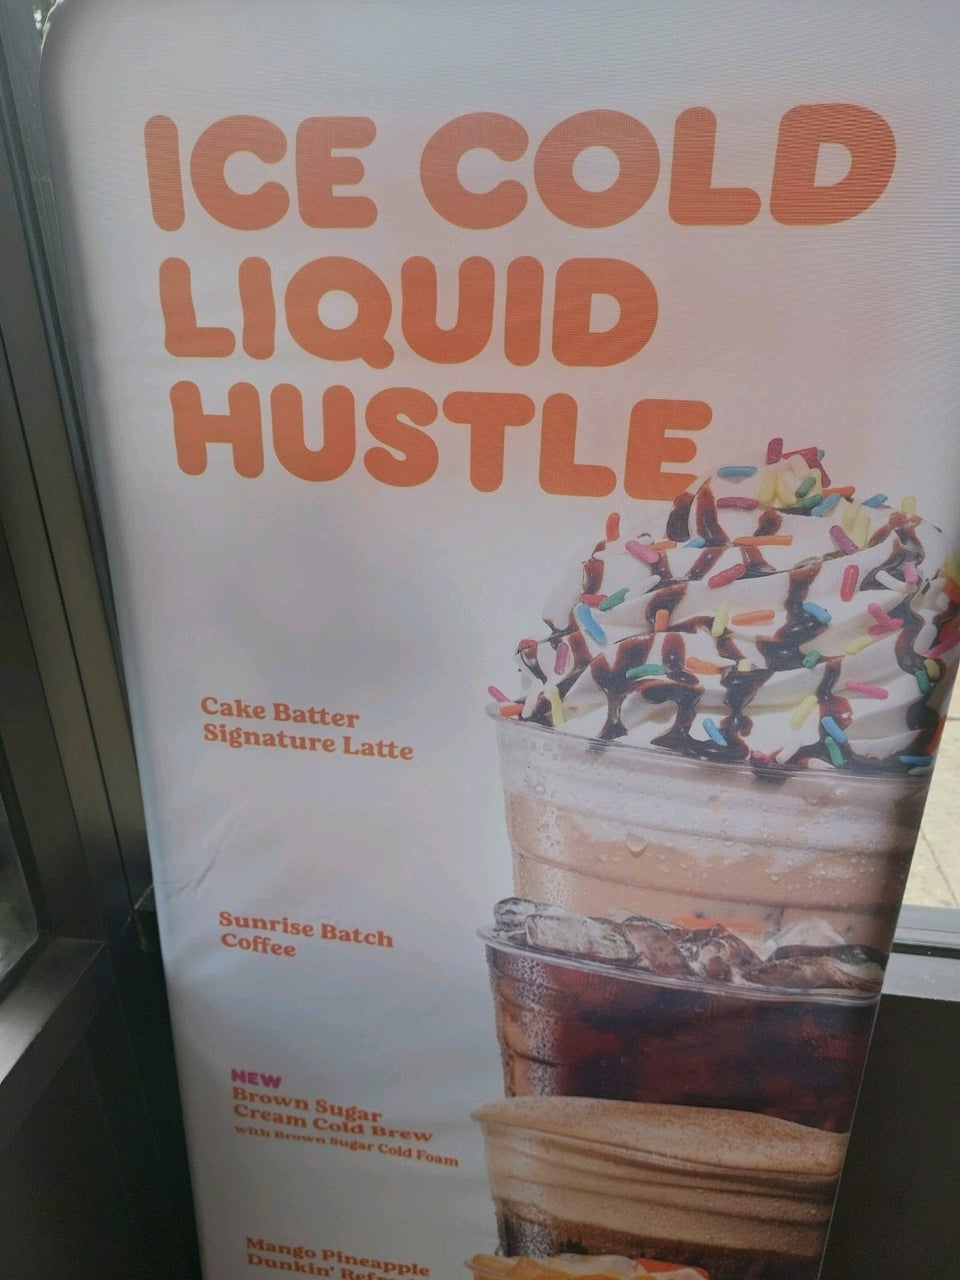 ICE COLD
LIQUID
HUSTLE
Cake Batter
Signature Latte
Sunrise Batch
Coffee
NEW
Brown Sugar
Cream Cold Brew
with Brown Sugar Cold Foam
Mango Pineapple
Dunkin'